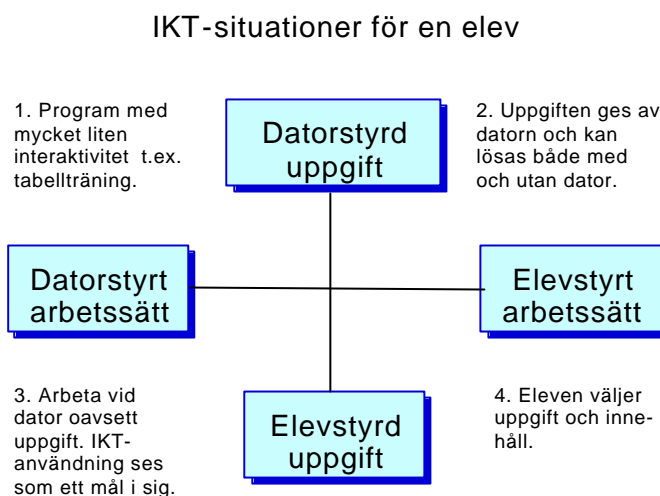 IKT-situationer för en elev
1. Program med
mycket liten
interaktivitet t.ex.
tabellträning.
Datorstyrd
uppgift
2. Uppgiften ges av
datorn och kan
lösas både med
och utan dator.
Datorstyrt
arbetssätt
Elevstyrt
arbetssätt
3. Arbeta vid
dator oavsett
uppgift. IKT-
användning ses
som ett mål i sig.
Elevstyrd
uppgift
4. Eleven väljer
uppgift och inne-
håll.